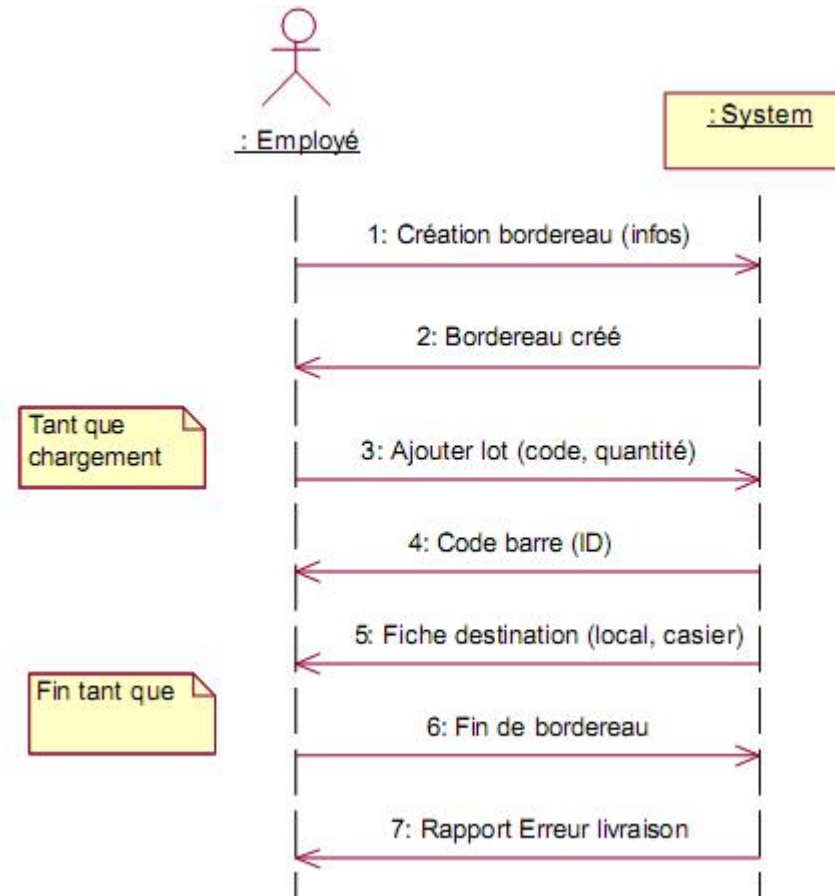 : Employé
: System
1: Création bordereau (infos)
2: Bordereau créé
Tant que
chargement
3: Ajouter lot (code, quantité)
4: Code barre (ID)
5: Fiche destination (local, casier)
Fin tant que
6: Fin de bordereau
7: Rapport Erreur livraison